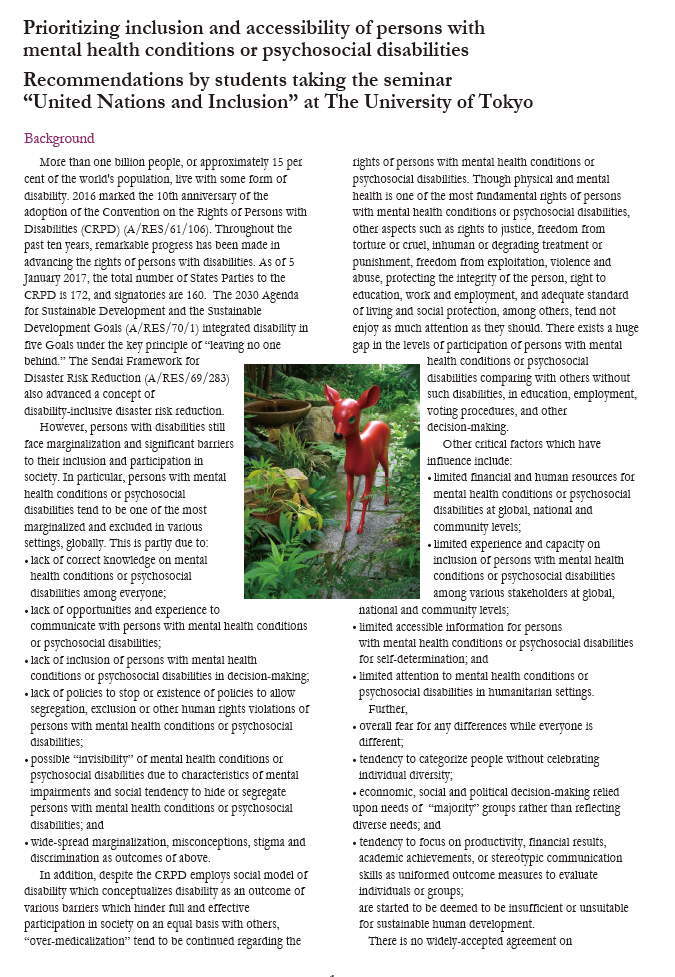 Prioritizing inclusion and accessibility of persons with
mental health conditions or psychosocial disabilities
Recommendations by students taking the seminar
“United Nations and Inclusion” at The University of Tokyo
Background
More than one billion people, or approximately 15 per
cent of the world's population, live with some form of
disability. 2016 marked the 10th anniversary of the
adoption of the Convention on the Rights of Persons with
Disabilities (CRPD) (A/RES/61/106). Throughout the
past ten years, remarkable progress has been made in
advancing the rights of persons with disabilities. As of 5
January 2017, the total number of States Parties to the
CRPD is 172, and signatories are 160. The 2030 Agenda
for Sustainable Development and the Sustainable
Development Goals (A/RES/70/1) integrated disability in
five Goals under the key principle of “leaving no one
behind.” The Sendai Framework for
Disaster Risk Reduction (A/RES/69/283)
also advanced a concept of
disability-inclusive disaster risk reduction.
However, persons with disabilities still
face marginalization and significant barriers
to their inclusion and participation in
society. In particular, persons with mental
health conditions or psychosocial
disabilities tend to be one of the most
marginalized and excluded in various
settings, globally. This is partly due to:
• lack of correct knowledge on mental
health conditions or psychosocial
disabilities among everyone;
• lack of opportunities and experience to
communicate with persons with mental health conditions
or psychosocial disabilities;
• lack of inclusion of persons with mental health
conditions or psychosocial disabilities in decision-making;
• lack of policies to stop or existence of policies to allow
segregation, exclusion or other human rights violations of
persons with mental health conditions or psychosocial
disabilities;
• possible “invisibility” of mental health conditions or
psychosocial disabilities due to characteristics of mental
impairments and social tendency to hide or segregate
persons with mental health conditions or psychosocial
disabilities; and
• wide-spread marginalization, misconceptions, stigma and
discrimination as outcomes of above.
In addition, despite the CRPD employs social model of
disability which conceptualizes disability as an outcome of
various barriers which hinder full and effective
participation in society on an equal basis with others,
“over-medicalization” tend to be continued regarding the
rights of persons with mental health conditions or
psychosocial disabilities. Though physical and mental
health is one of the most fundamental rights of persons
with mental health conditions or psychosocial disabilities,
other aspects such as rights to justice, freedom from
torture or cruel, inhuman or degrading treatment or
punishment, freedom from exploitation, violence and
abuse, protecting the integrity of the person, right to
education, work and employment, and adequate standard
of living and social protection, among others, tend not
enjoy as much attention as they should. There exists a huge
gap in the levels of participation of persons with mental
health conditions or psychosocial
disabilities comparing with others without
such disabilities, in education, employment,
voting procedures, and other
decision-making.
Other critical factors which have
influence include:
• limited financial and human resources for
mental health conditions or psychosocial
disabilities at global, national and
community levels;
• limited experience and capacity on
inclusion of persons with mental health
conditions or psychosocial disabilities
among various stakeholders at global,
national and community levels;
• limited accessible information for persons
with mental health conditions or psychosocial disabilities
for self-determination; and
• limited attention to mental health conditions or
psychosocial disabilities in humanitarian settings.
Further,
• overall fear for any differences while everyone is
different;
• tendency to categorize people without celebrating
individual diversity;
• economic, social and political decision-making relied
upon needs of “majority” groups rather than reflecting
diverse needs; and
• tendency to focus on productivity, financial results,
academic achievements, or stereotypic communication
skills as uniformed outcome measures to evaluate
individuals or groups;
are started to be deemed to be insufficient or unsuitable
for sustainable human development.
There is no widely-accepted agreement on